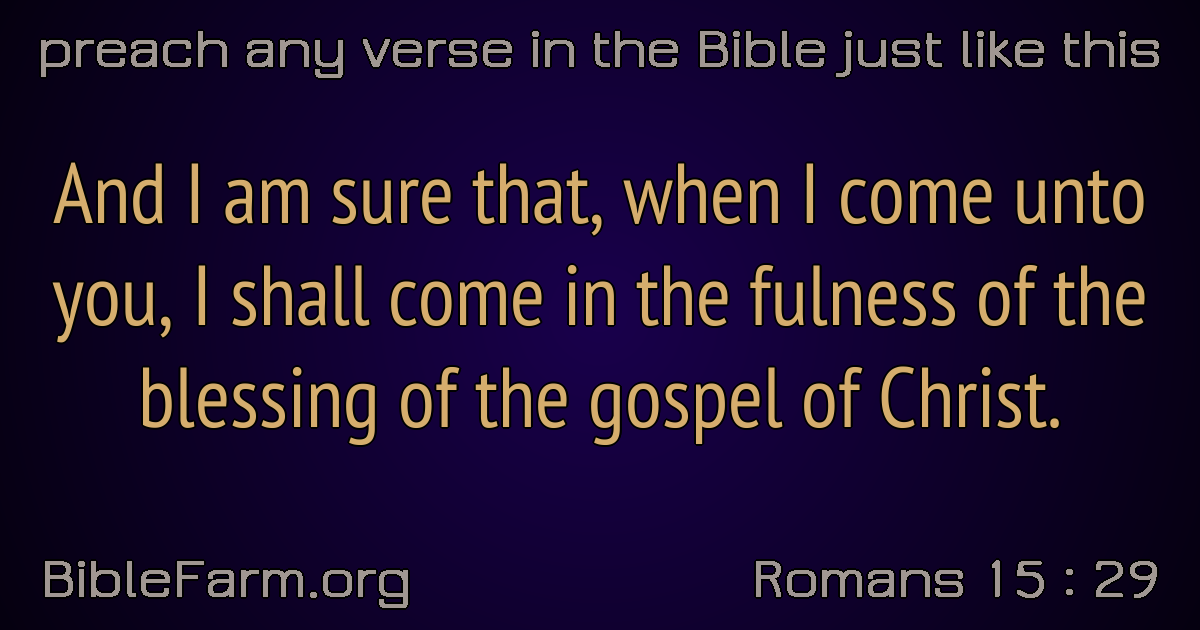 preach any verse in the Bible just like this
And I am sure that, when I come unto
you, I shall come in the fulness of the
blessing of the gospel of Christ.
BibleFarm.org
Romans 15 : 29